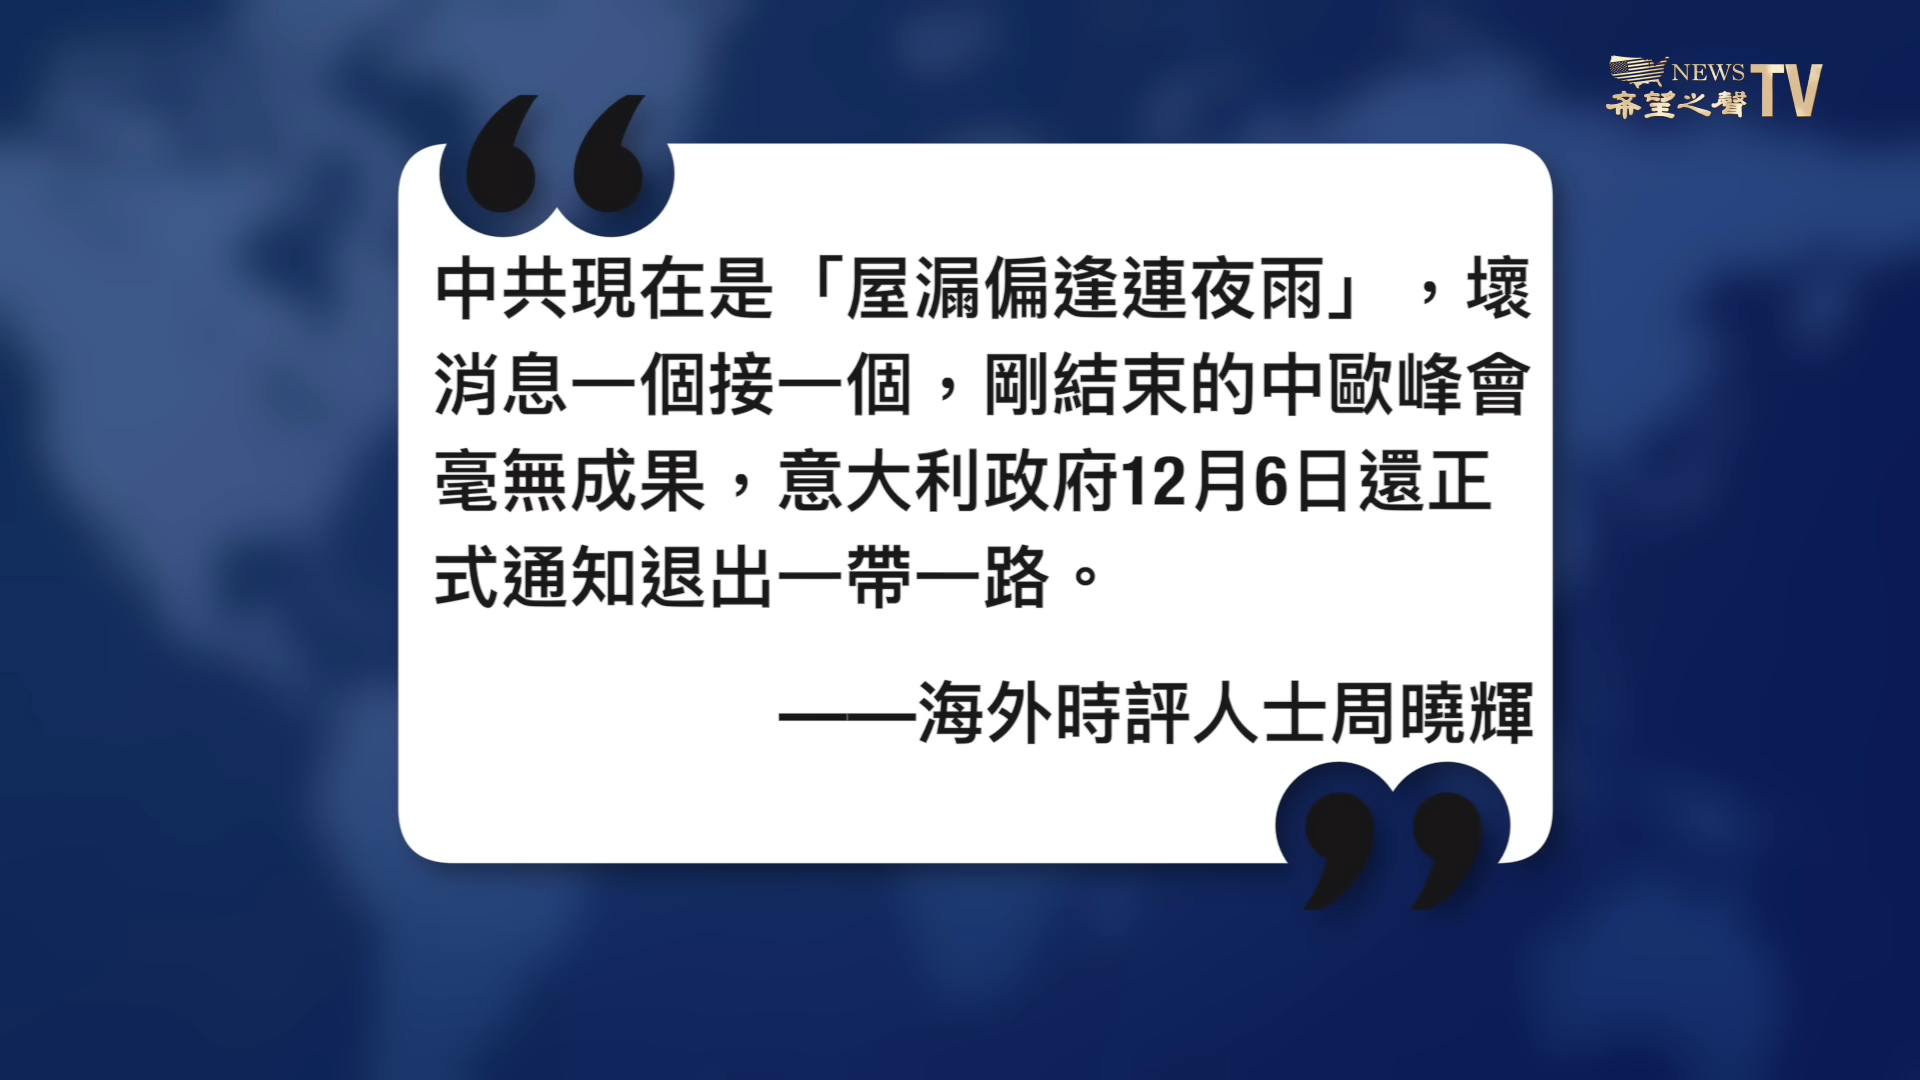 NEWS
希望之聲TV
中共現在是「屋漏偏逢連夜雨」，壞
消息一個接一個，剛結束的中歐峰會
毫無成果，意大利政府12月6日還正
式通知退出一帶一路。
——海外時評人士周曉輝